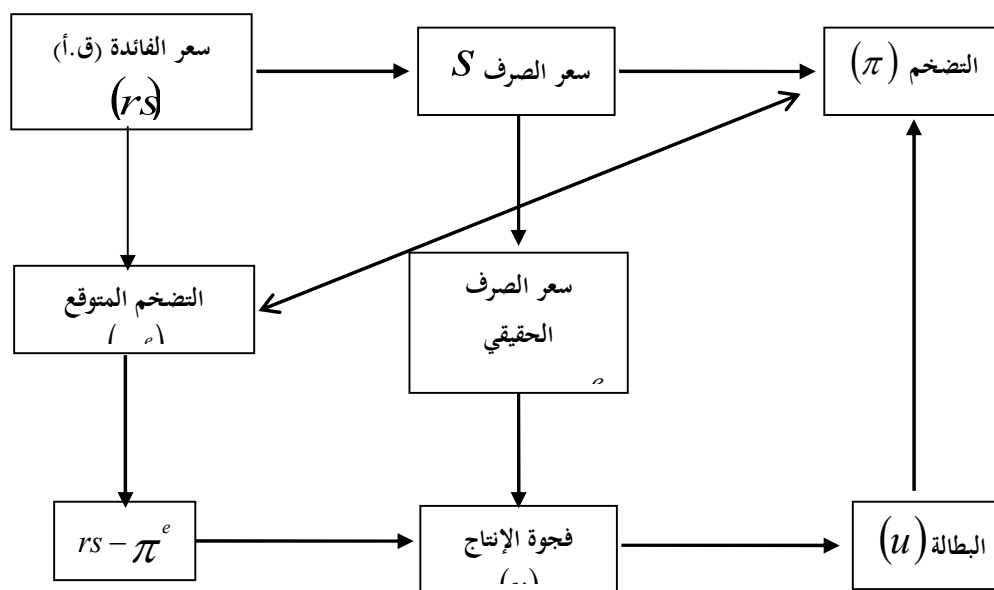 سعر الفائدة (ق.أ)
(rs)
سعر الصرف S
التضخم (π)
التضخم المتوقع
سعر الصرف
الحقيقي
e
rs − π^e
فجوة الإنتاج
البطالة (u)